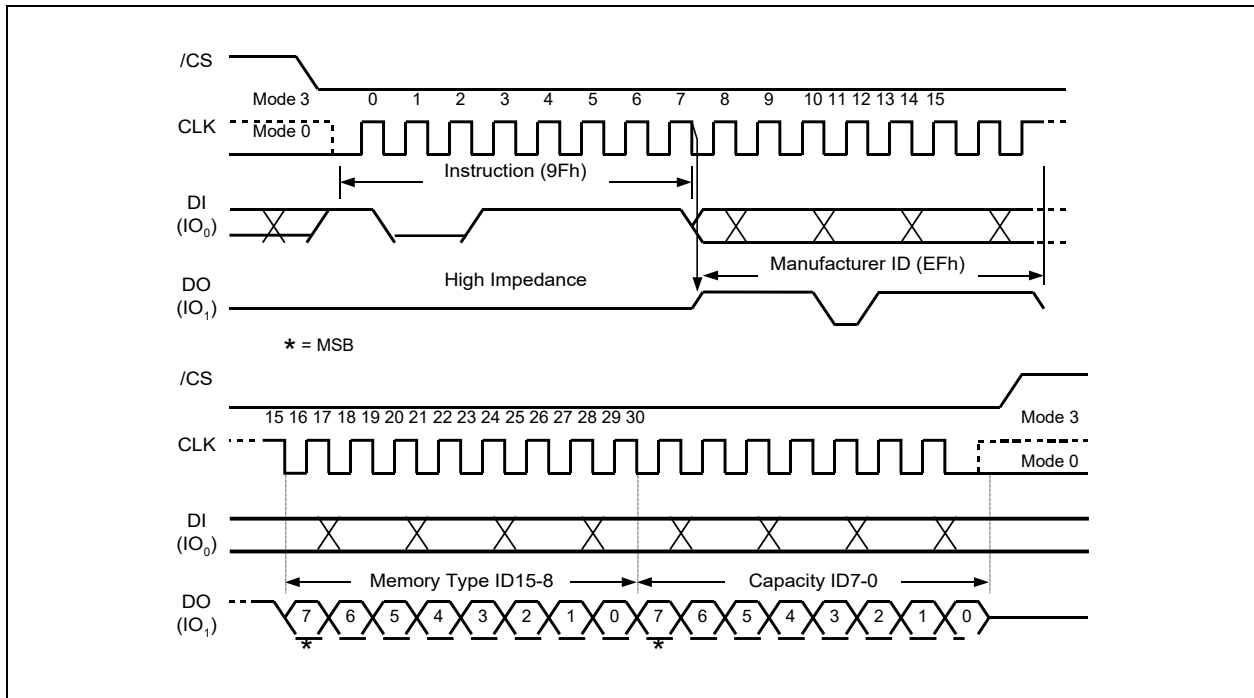 /CS
Mode 3 0 1 2 3 4 5 6 7 8 9 10 11 12 13 14 15
CLK Mode 0
Instruction (9Fh)
DI
(IO0)
Manufacturer ID (EFh)
High Impedance
DO
(IO1)
* = MSB
/CS
15 16 17 18 19 20 21 22 23 24 25 26 27 28 29 30 Mode 3
CLK
Mode 0
DI
(IO0)
Memory Type ID15-8 Capacity ID7-0
DO 7 6 5 4 3 2 1 0 7 6 5 4 3 2 1 0
(IO1)
* *